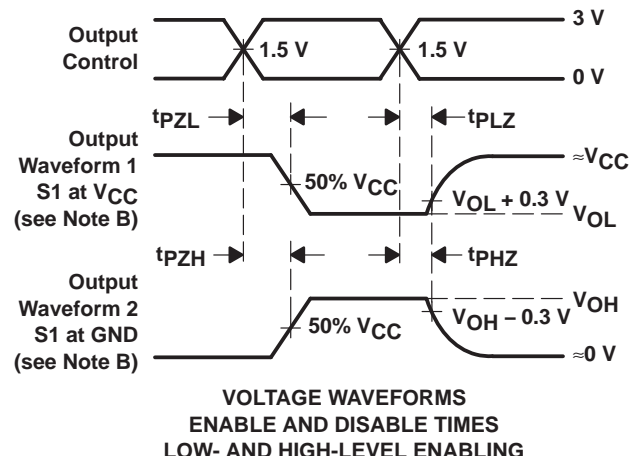 Output
Control
1.5 V
1.5 V
3 V
0 V
tPZL
tPLZ
Output
Waveform 1
S1 at VCC
(see Note B)
50% VCC
≈VCC
VOL + 0.3 V
VOL
tPZH
tPHZ
Output
Waveform 2
S1 at GND
(see Note B)
50% VCC
VOH
VOH – 0.3 V
≈0 V
VOLTAGE WAVEFORMS
ENABLE AND DISABLE TIMES
LOW- AND HIGH-LEVEL ENABLING